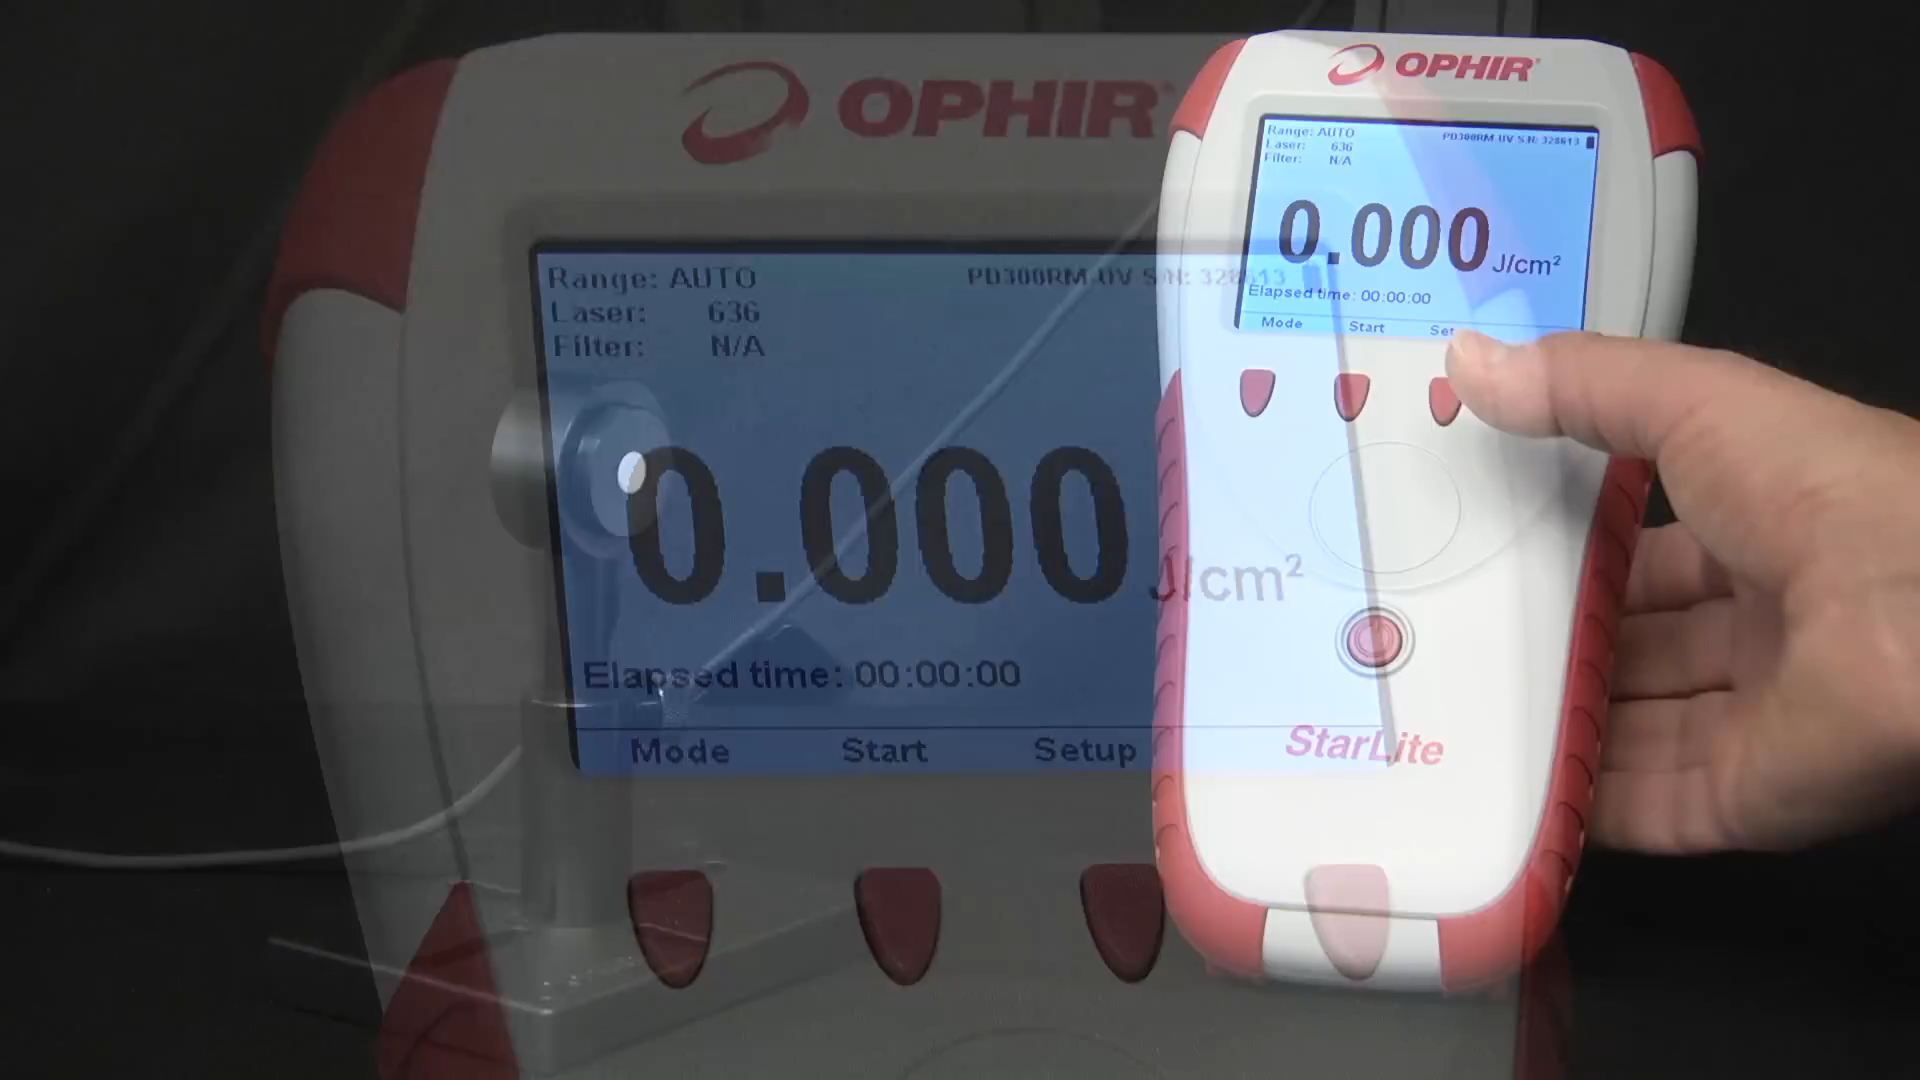 OPHIR
Range: AUTO
PD300RM-UV S/N: 328613
Laser: 636
Filter: N/A
0.000 J/cm²
Elapsed time: 00:00:00
Mode Start Setup
OPHIR
Range: AUTO
PD300RM-UV S/N: 328613
Laser: 636
Filter: N/A
0.000 J/cm²
Elapsed time: 00:00:00
Mode Start Set
StarLite